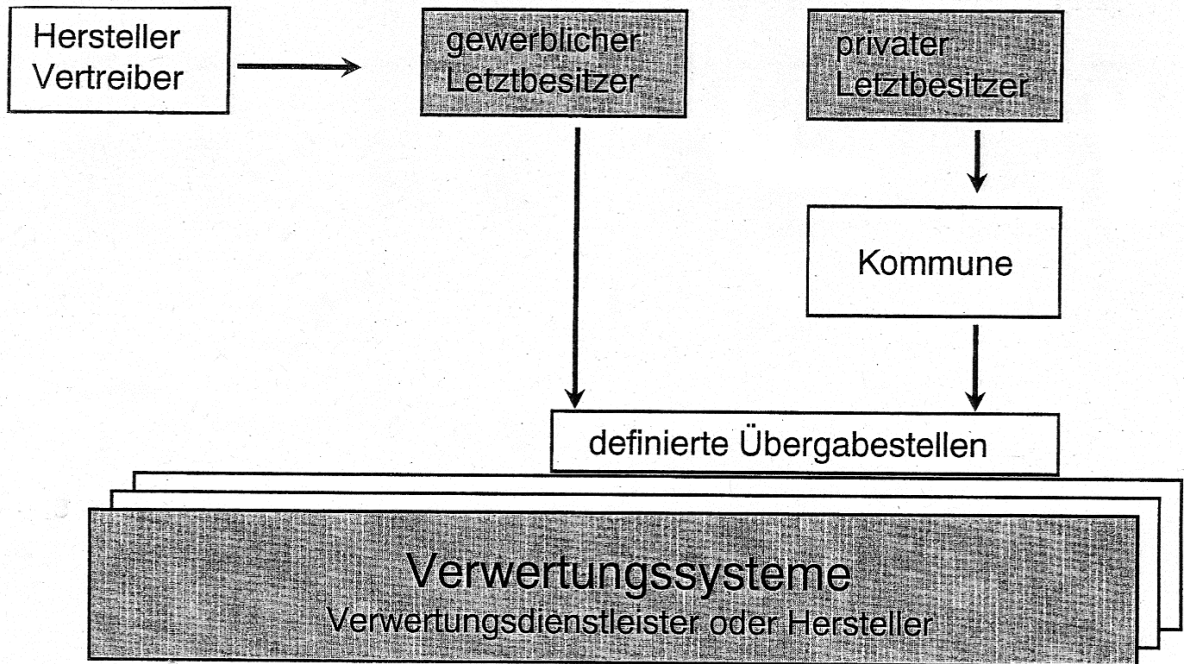 Hersteller
Vertreiber
gewerblicher
Letztbesitzer
privater
Letztbesitzer
Kommune
definierte Übergabestellen
Verwertungssysteme
Verwertungsdienstleister oder Hersteller